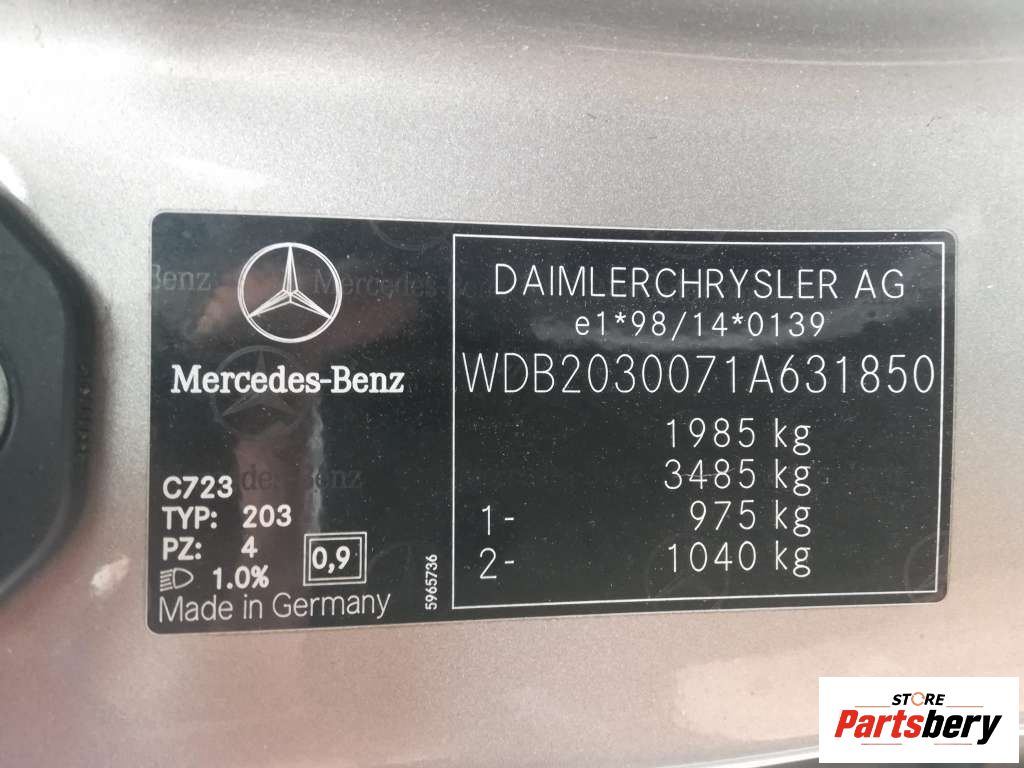 Mercedes-Benz
C723
TYP: 203
PZ: 4
1.0%
0,9
Made in Germany
5965736
DAIMLERCHRYSLER AG
e1*98/14*0139
WDB2030071A631850
1985 kg
3485 kg
1- 975 kg
2- 1040 kg
STORE
Partsbery